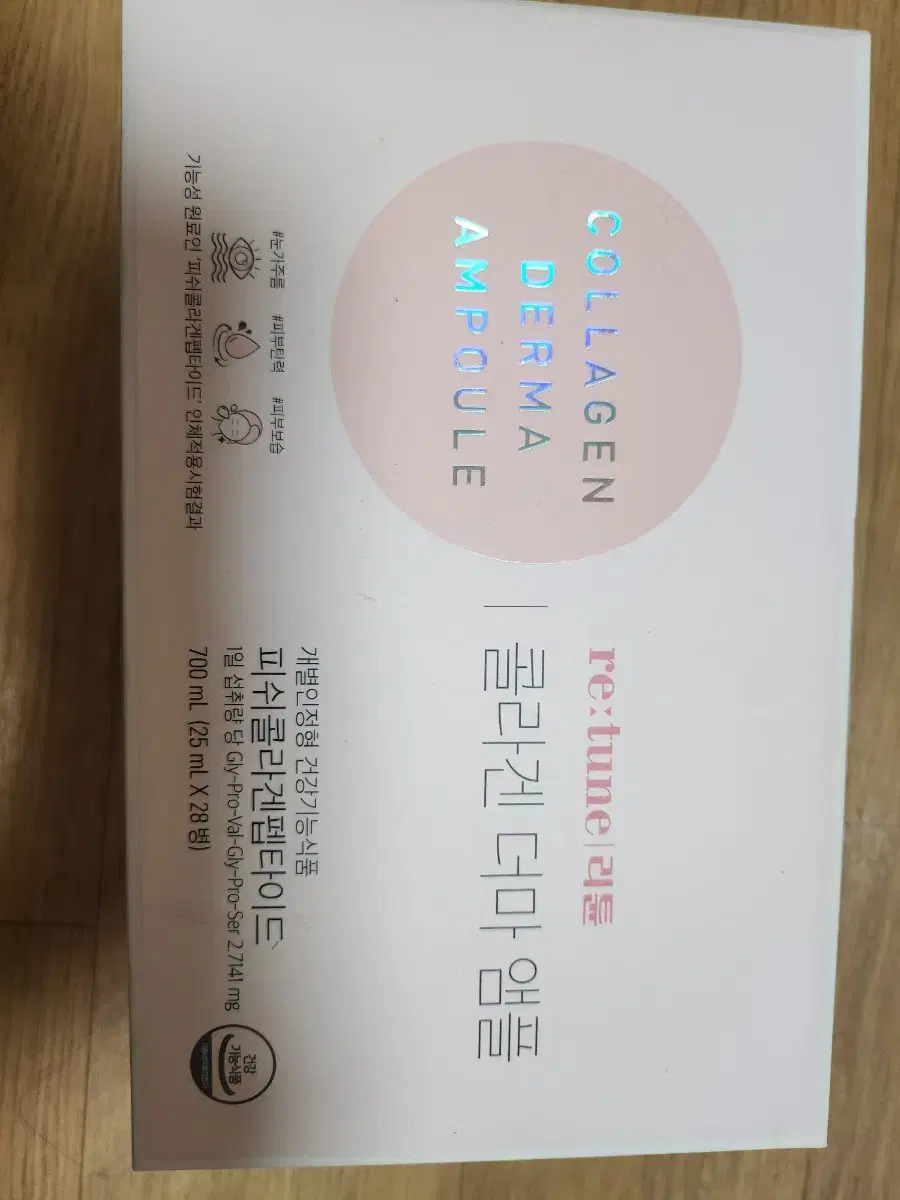 COLLAGEN
DERMA
AMPOULE
re:tune|리튠
콜라겐 더마 앰플
#눈가주름 #피부탄력 #피부보습
기능성 원료인 '피쉬콜라겐펩타이드' 인체적용시험결과
개별인정형 건강기능식품
피쉬콜라겐펩타이드
1일 섭취량 당 Gly-Pro-Val-Gly-Pro-Ser 2.7141 mg
700 mL (25 mL X 28 병)
건강
기능식품